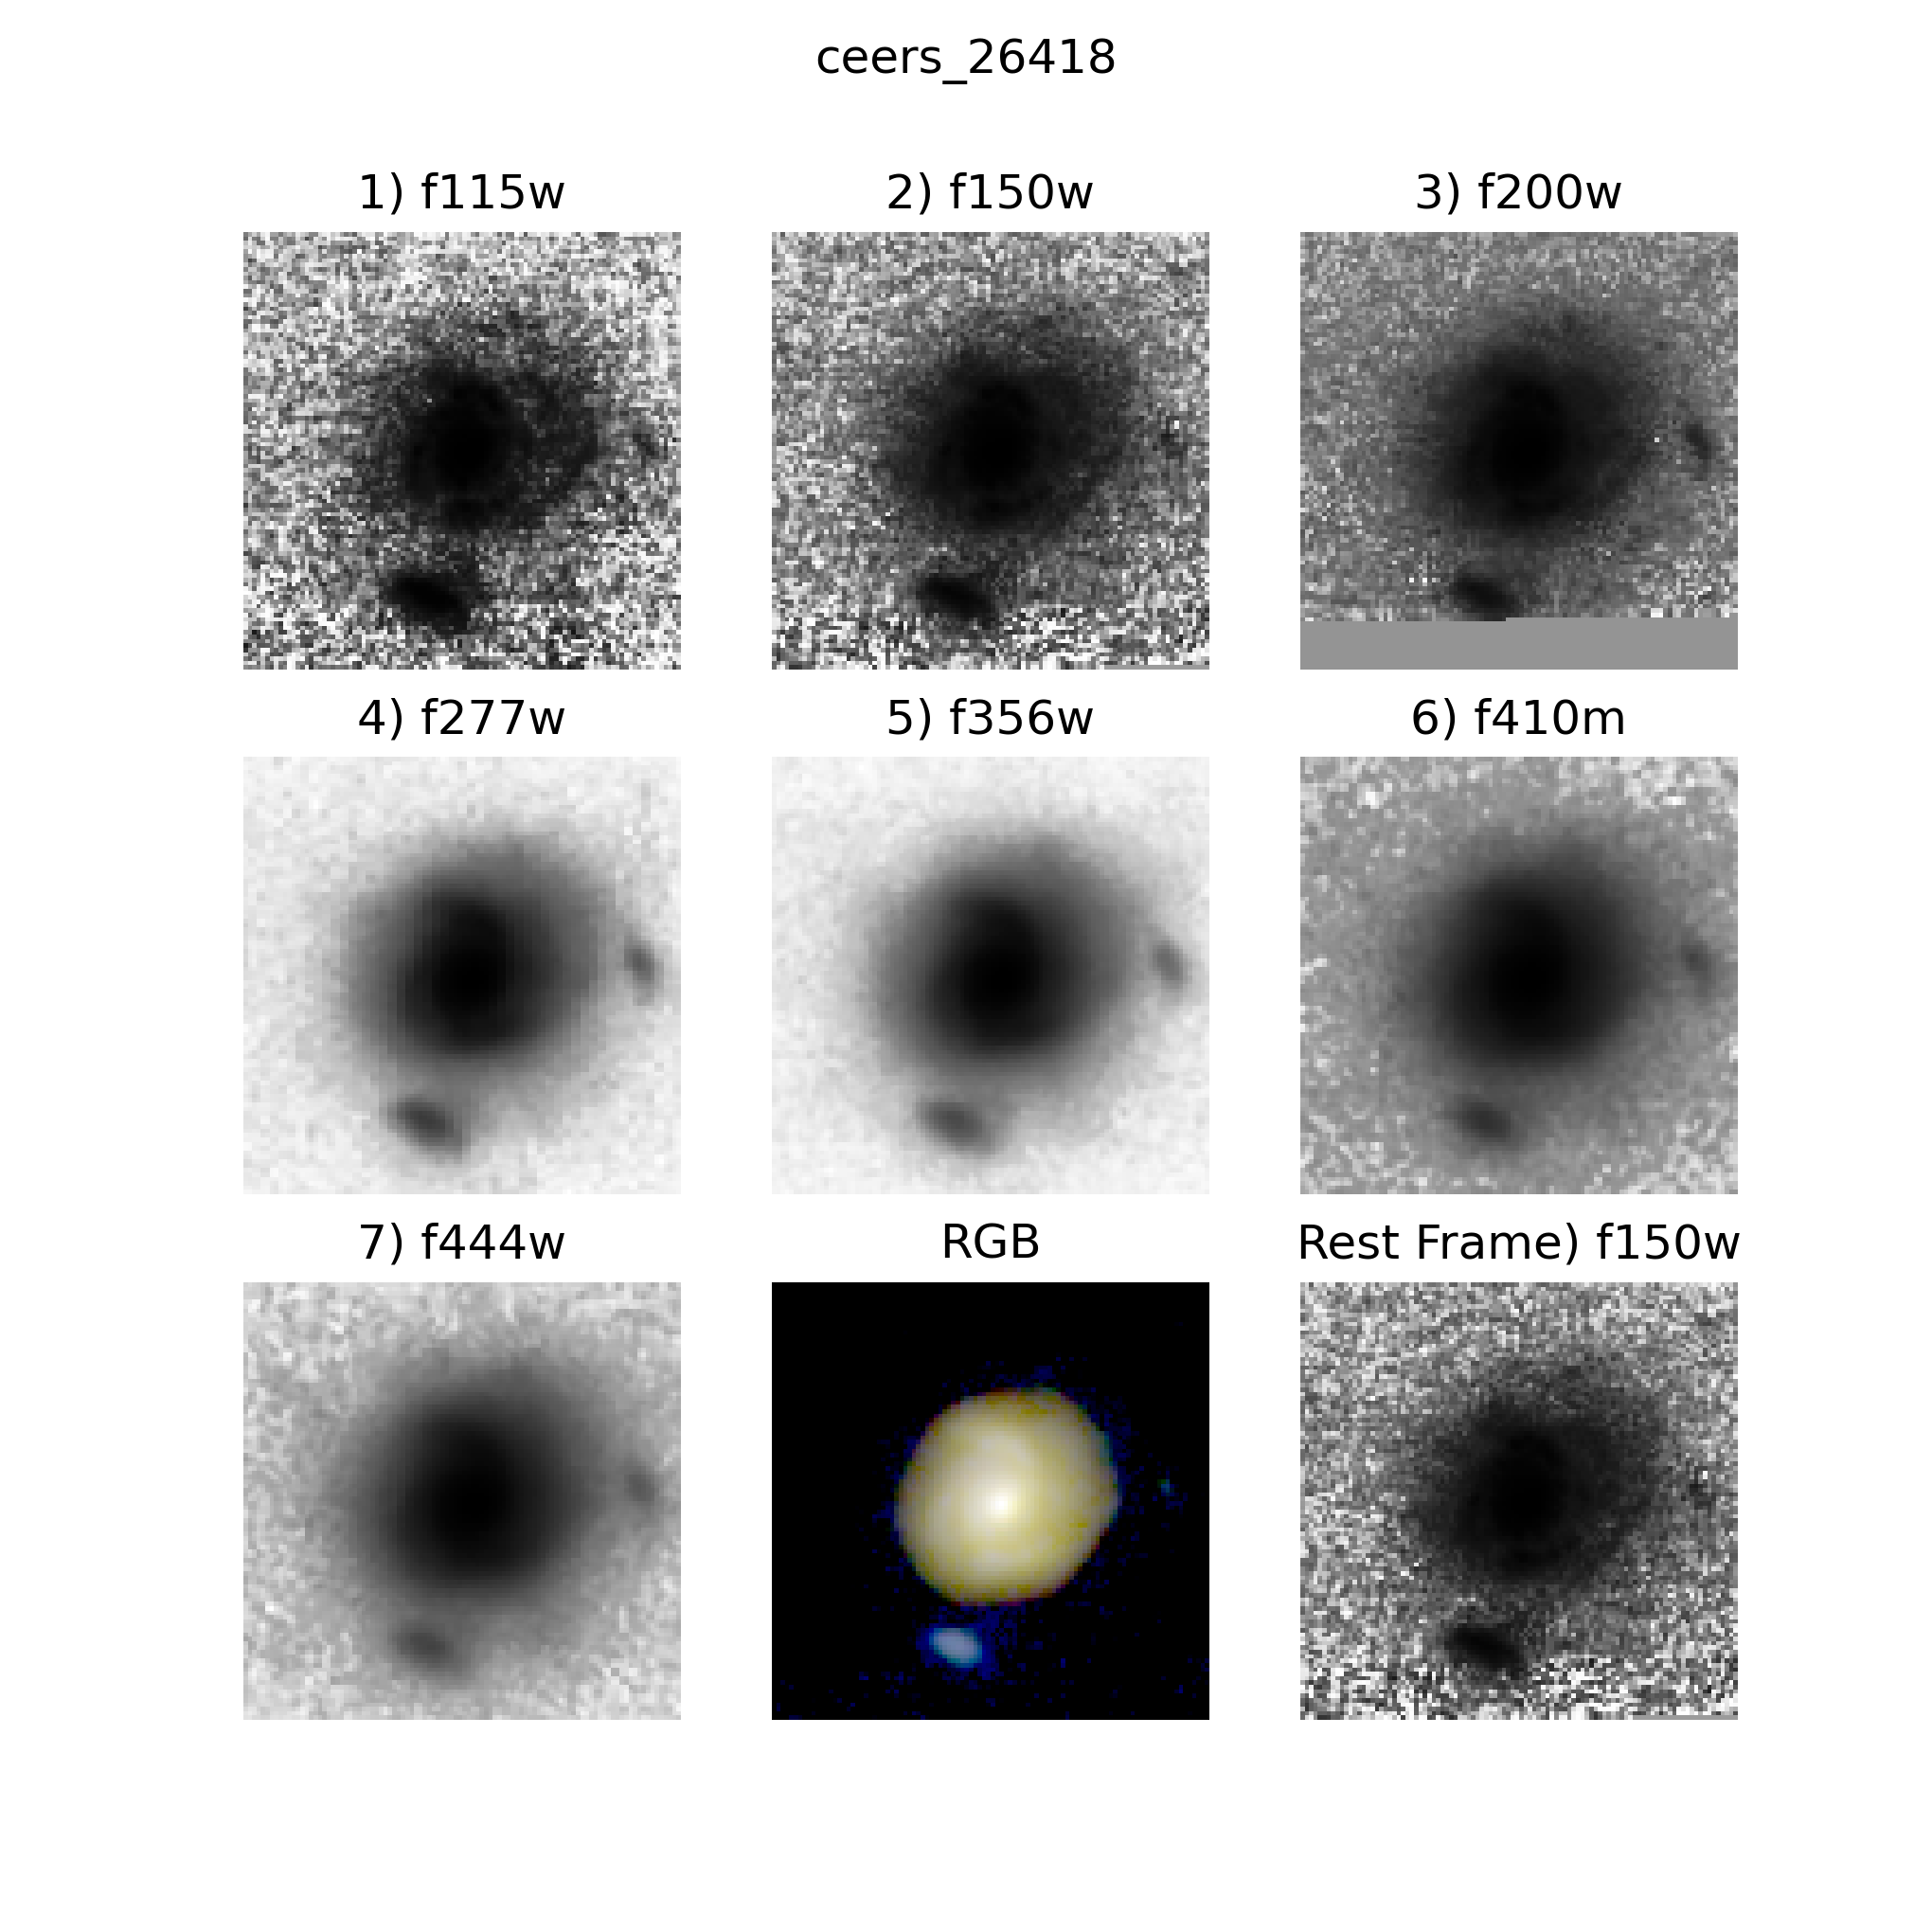 ceers_26418
1) f115w
2) f150w
3) f200w
4) f277w
5) f356w
6) f410m
7) f444w
RGB
Rest Frame) f150w